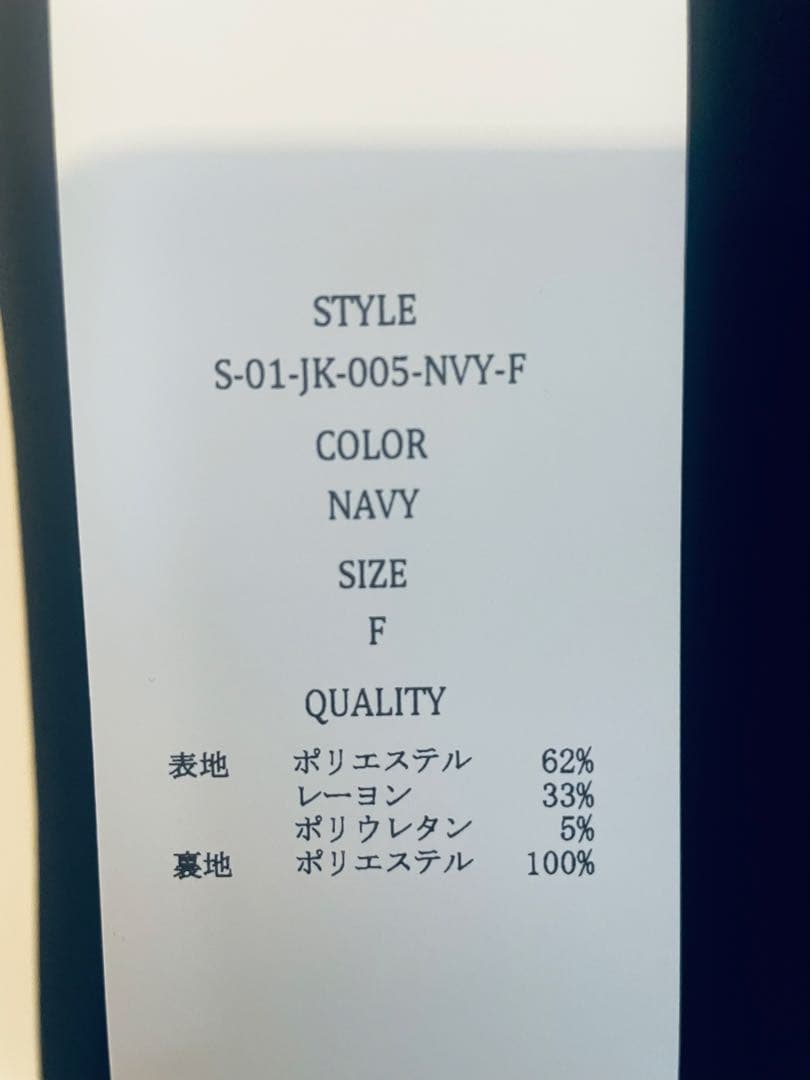 STYLE
S-01-JK-005-NVY-F
COLOR
NAVY
SIZE
F
QUALITY
表地 ポリエステル 62%
レーヨン 33%
ポリウレタン 5%
裏地 ポリエステル 100%